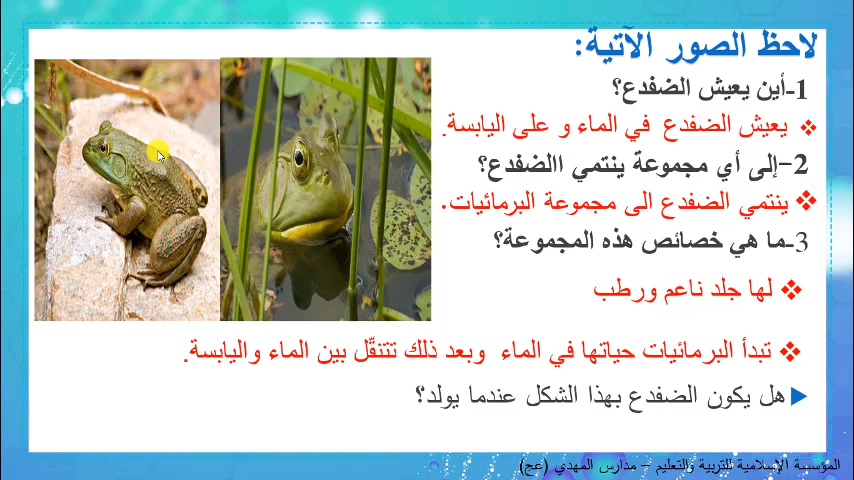 لاحظ الصور الآتية:
1-أين يعيش الضفدع؟
❖ يعيش الضفدع في الماء و على اليابسة.
2-إلى أي مجموعة ينتمي االضفدع؟
❖ ينتمي الضفدع الى مجموعة البرمائيات.
3-ما هي خصائص هذه المجموعة؟
❖ لها جلد ناعم ورطب
❖ تبدأ البرمائيات حياتها في الماء وبعد ذلك تتنقّل بين الماء واليابسة.
▶ هل يكون الضفدع بهذا الشكل عندما يولد؟
المؤسسة الإسلامية للتربية والتعليم – مدارس المهدي (عج)